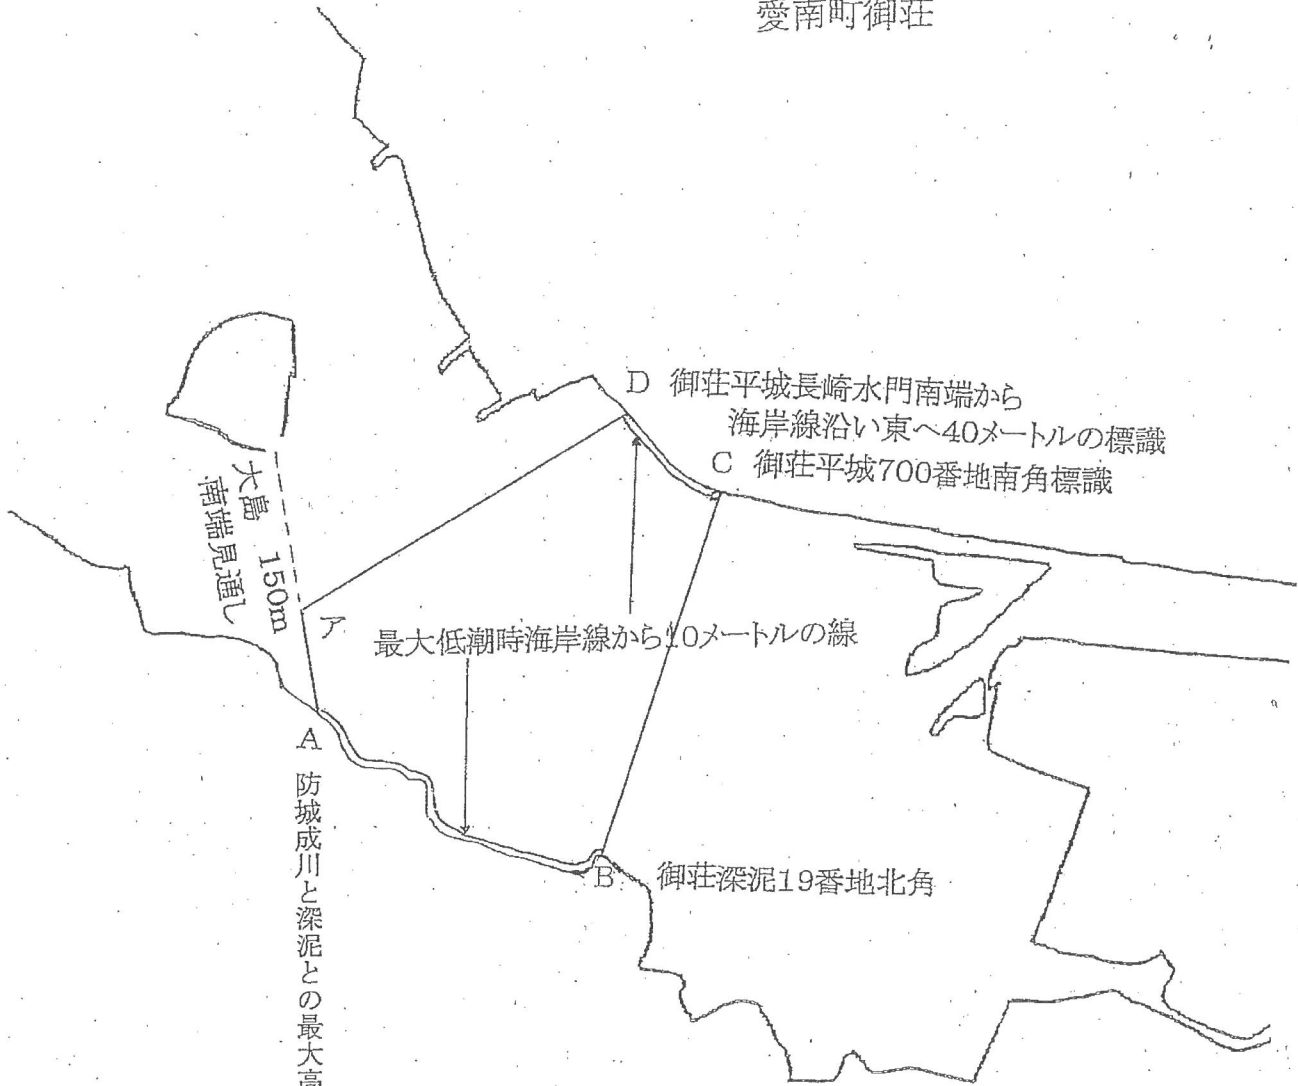 愛南町御荘
D 御荘平城長崎水門南端から
海岸線沿い東へ40メートルの標識
C 御荘平城700番地南角標識
大島
南端見通し
150m
ア
最大低潮時海岸線から10メートルの線
A
防城成川と深泥との最大高
B 御荘深泥19番地北角